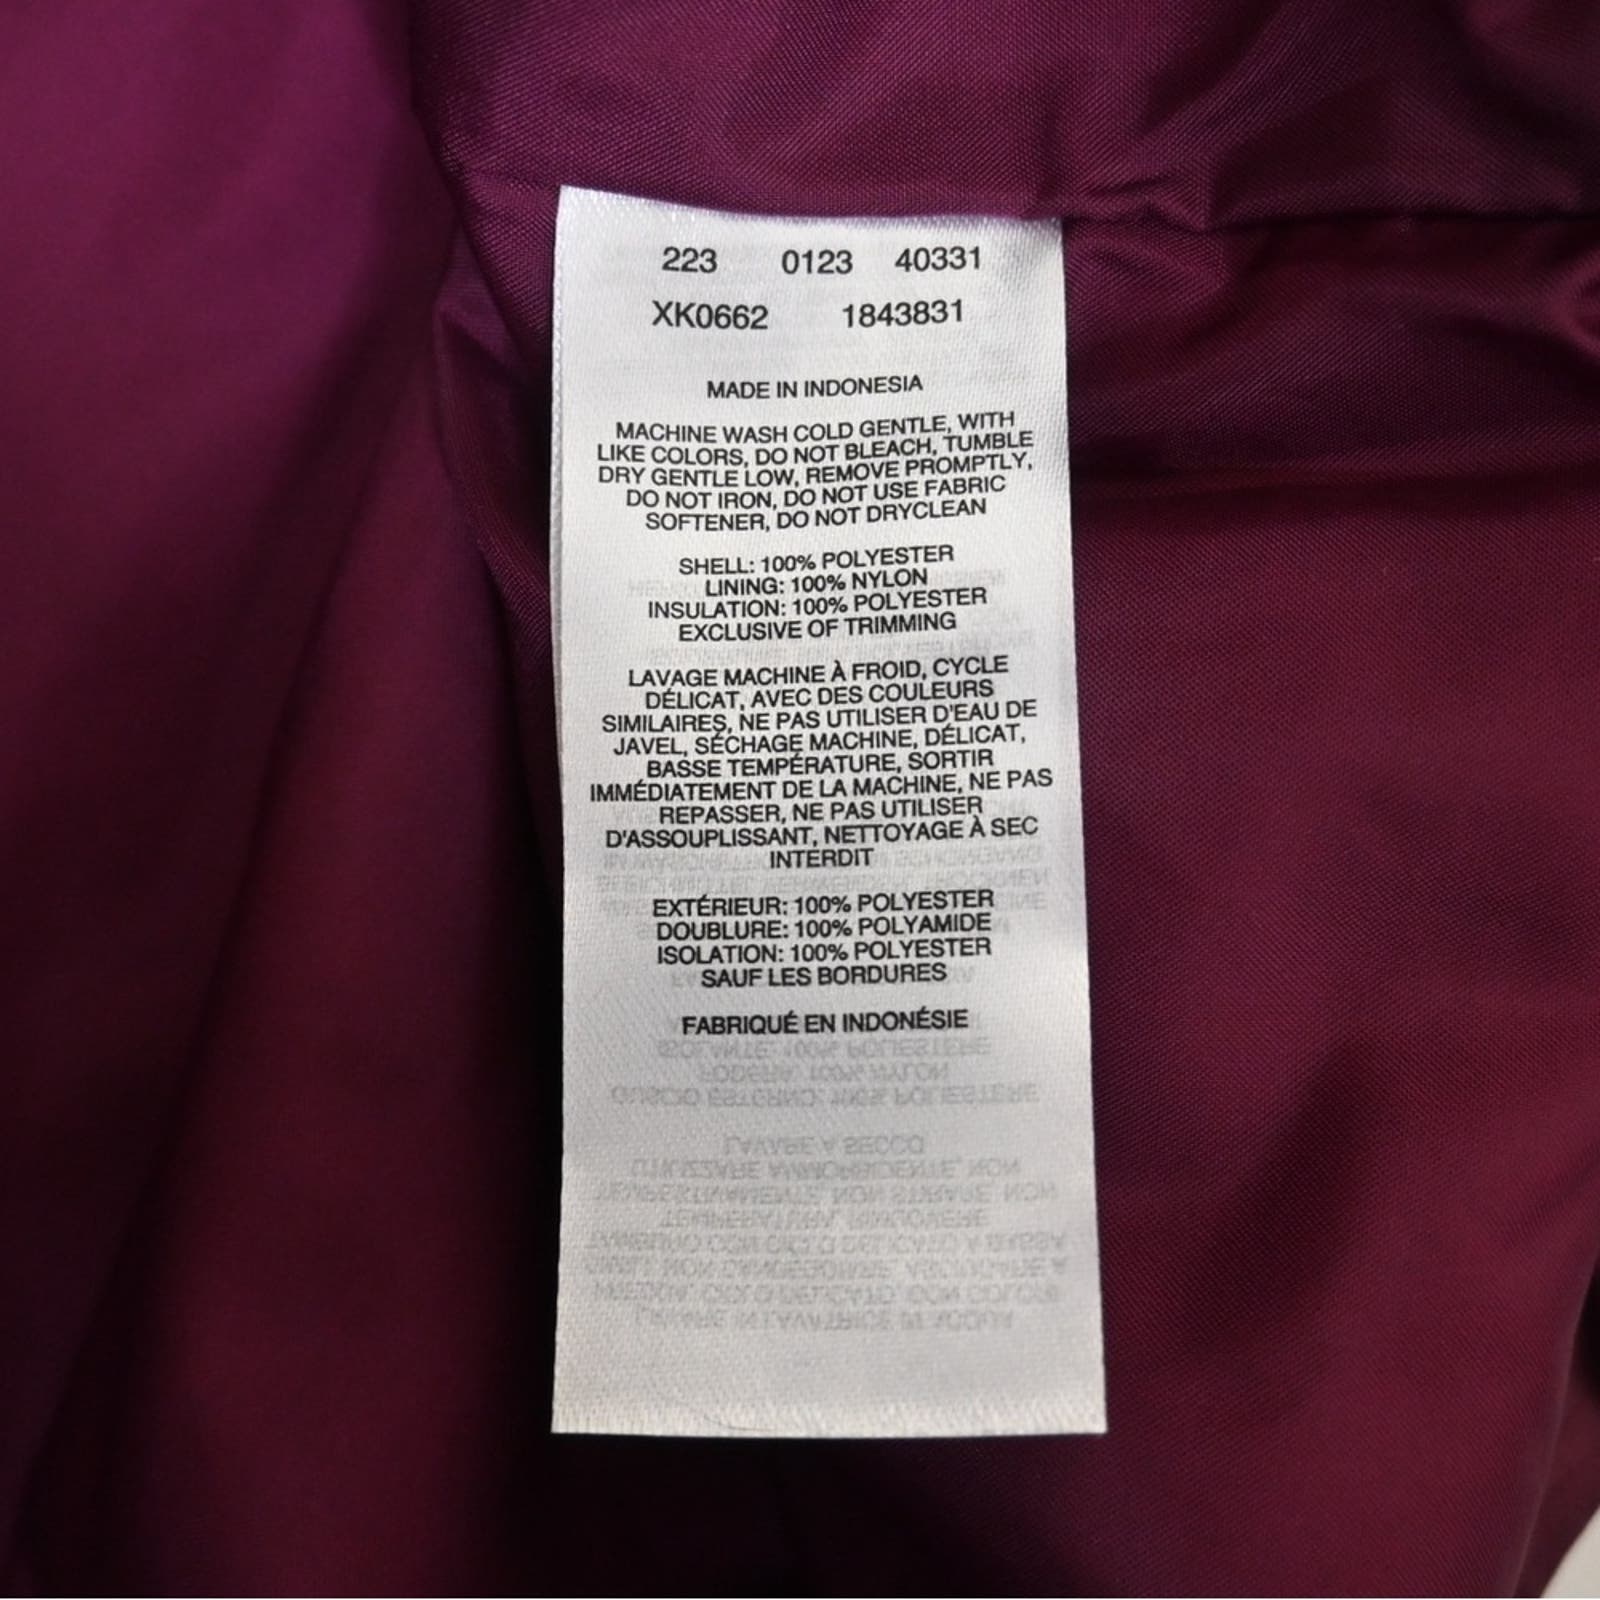 223 0123 40331
XK0662 1843831
MADE IN INDONESIA
MACHINE WASH COLD GENTLE, WITH
LIKE COLORS, DO NOT BLEACH, TUMBLE
DRY GENTLE LOW, REMOVE PROMPTLY,
DO NOT IRON, DO NOT USE FABRIC
SOFTENER, DO NOT DRYCLEAN
SHELL: 100% POLYESTER
LINING: 100% NYLON
INSULATION: 100% POLYESTER
EXCLUSIVE OF TRIMMING
LAVAGE MACHINE À FROID, CYCLE
DÉLICAT, AVEC DES COULEURS
SIMILAIRES, NE PAS UTILISER D'EAU DE
JAVEL, SÉCHAGE MACHINE, DÉLICAT,
BASSE TEMPÉRATURE, SORTIR
IMMÉDIATEMENT DE LA MACHINE, NE PAS
REPASSER, NE PAS UTILISER
D'ASSOUPLISSANT, NETTOYAGE À SEC
INTERDIT
EXTÉRIEUR: 100% POLYESTER
DOUBLURE: 100% POLYAMIDE
ISOLATION: 100% POLYESTER
SAUF LES BORDURES
FABRIQUÉ EN INDONÉSIE